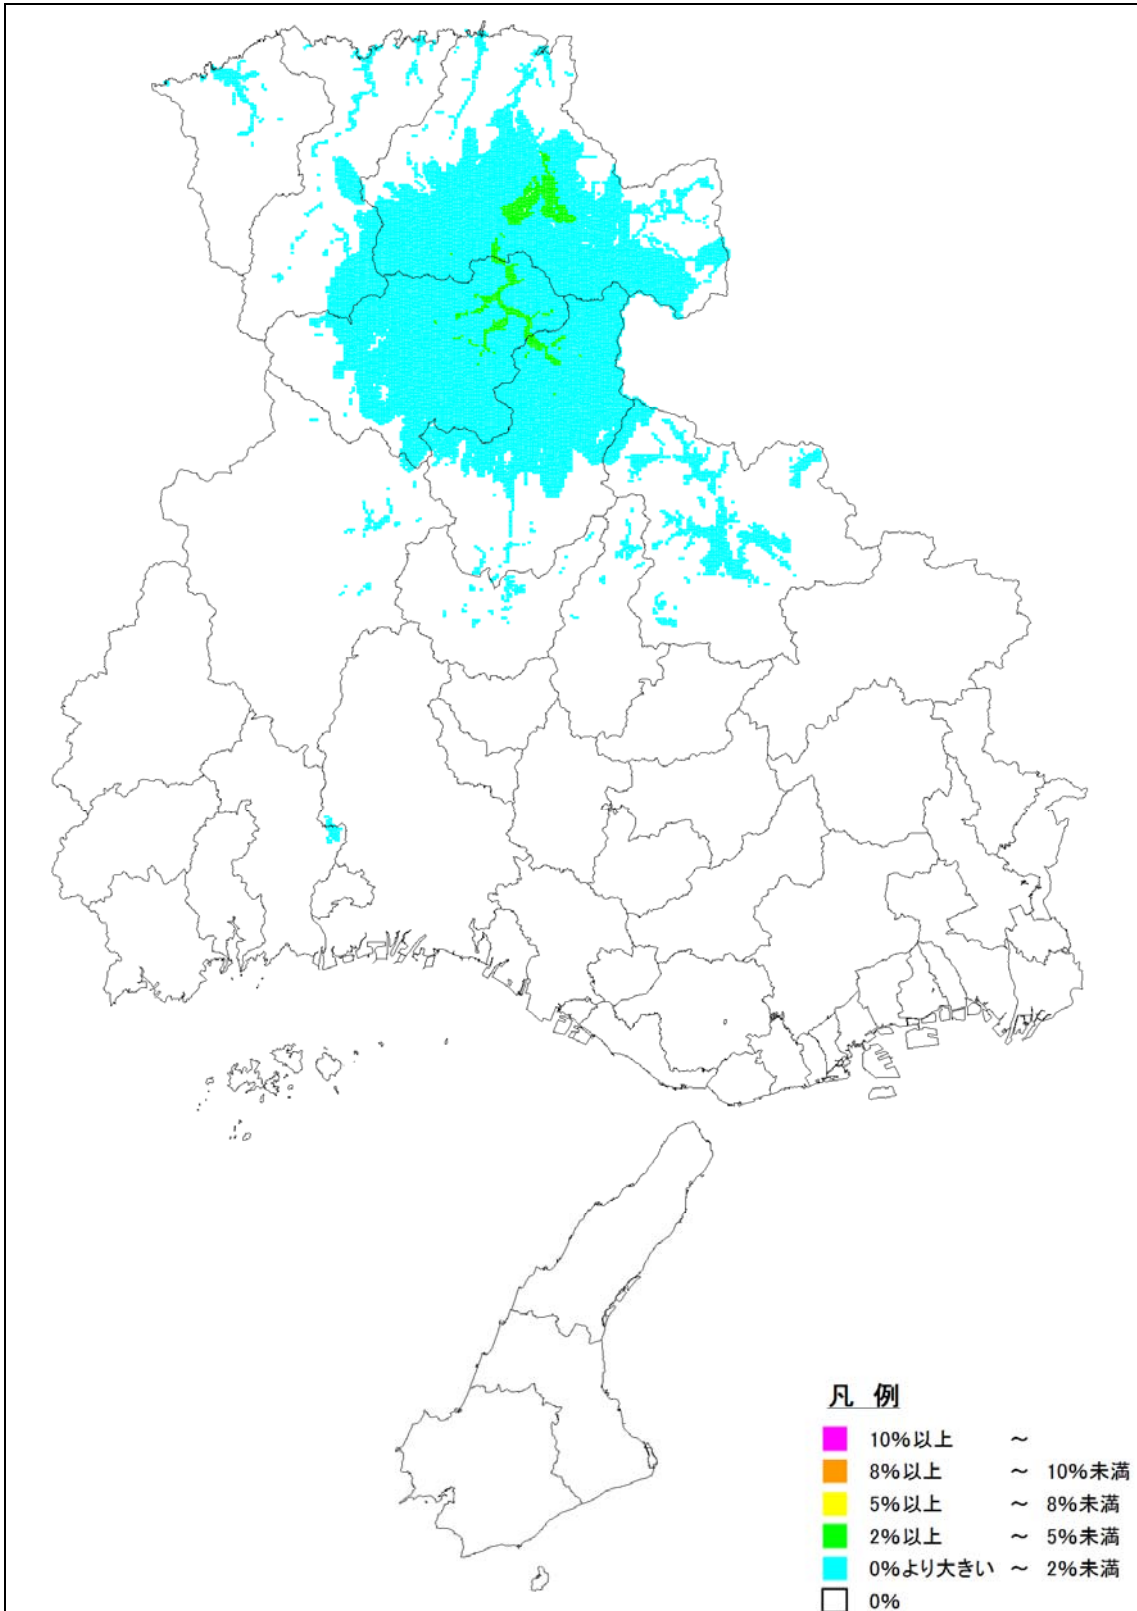 凡 例
10%以上 ～
8%以上 ～ 10%未満
5%以上 ～ 8%未満
2%以上 ～ 5%未満
0%より大きい ～ 2%未満
0%